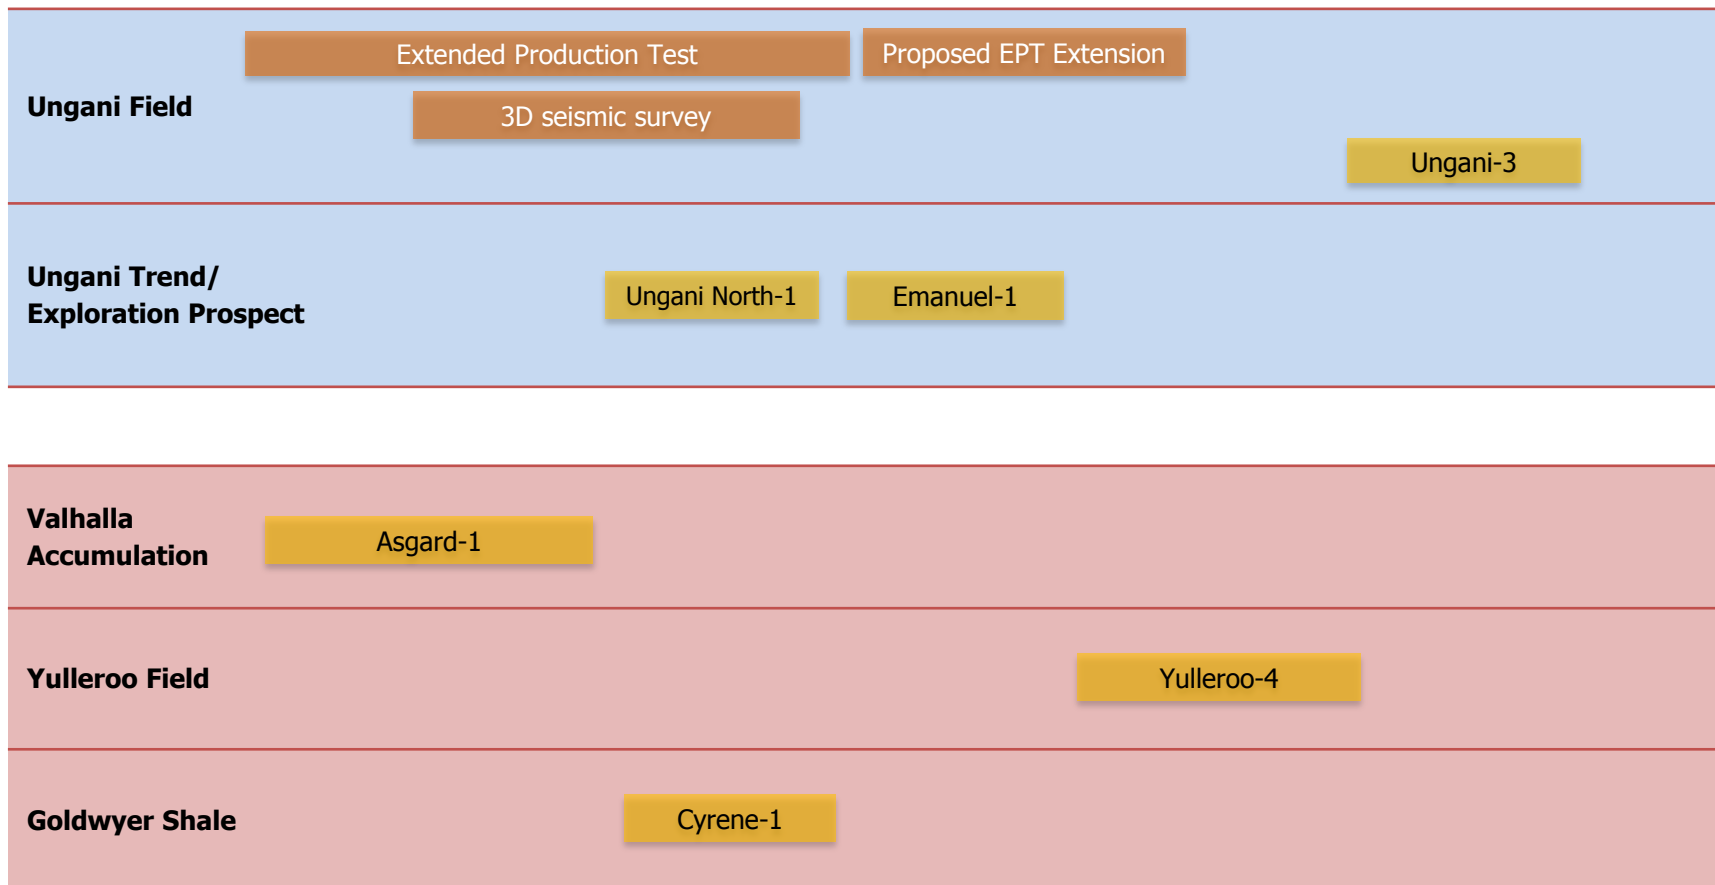 Extended Production Test
Proposed EPT Extension
Ungani Field
3D seismic survey
Ungani-3
Ungani Trend/
Exploration Prospect
Ungani North-1
Emanuel-1
Valhalla
Accumulation
Asgard-1
Yulleroo Field
Yulleroo-4
Goldwyer Shale
Cyrene-1